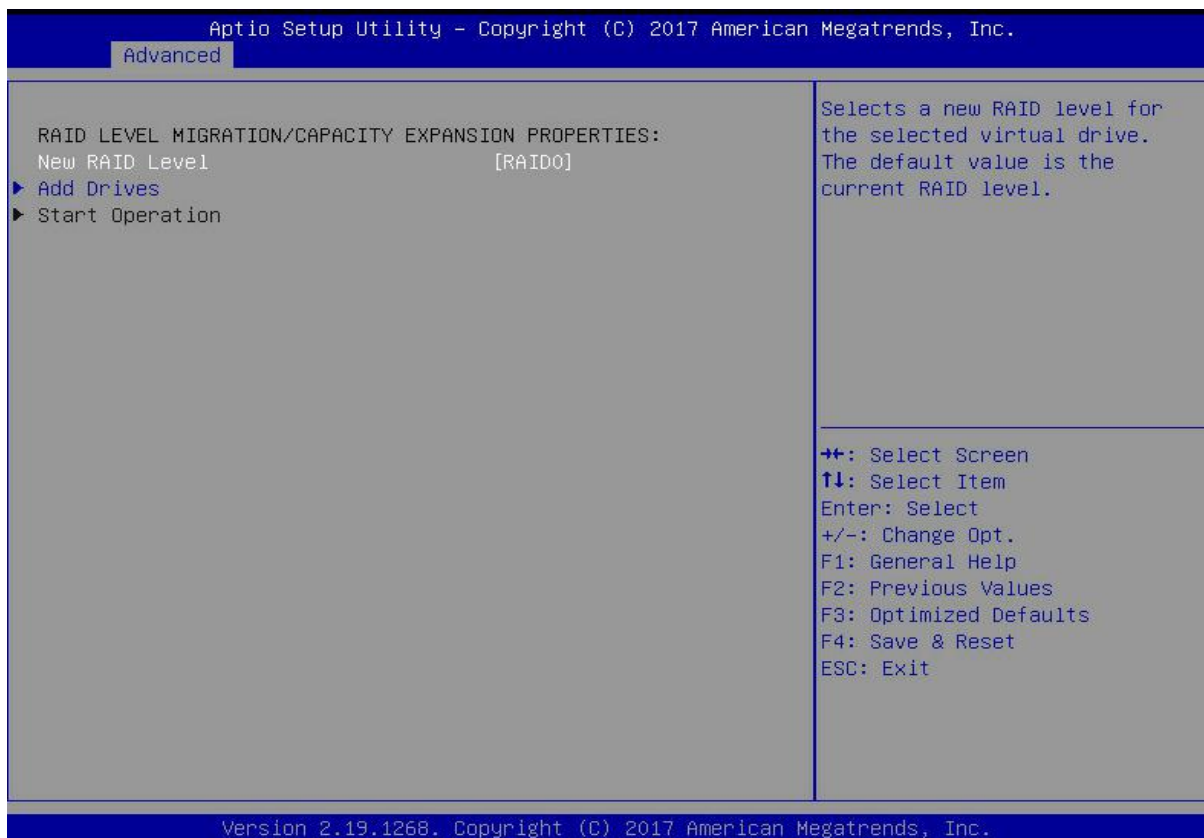 Aptio Setup Utility – Copyright (C) 2017 American Megatrends, Inc.
Advanced
RAID LEVEL MIGRATION/CAPACITY EXPANSION PROPERTIES:
New RAID Level [RAID0]
▶ Add Drives
▶ Start Operation
Selects a new RAID level for
the selected virtual drive.
The default value is the
current RAID level.
→←: Select Screen
↑↓: Select Item
Enter: Select
+/-: Change Opt.
F1: General Help
F2: Previous Values
F3: Optimized Defaults
F4: Save & Reset
ESC: Exit
Version 2.19.1268. Copyright (C) 2017 American Megatrends, Inc.